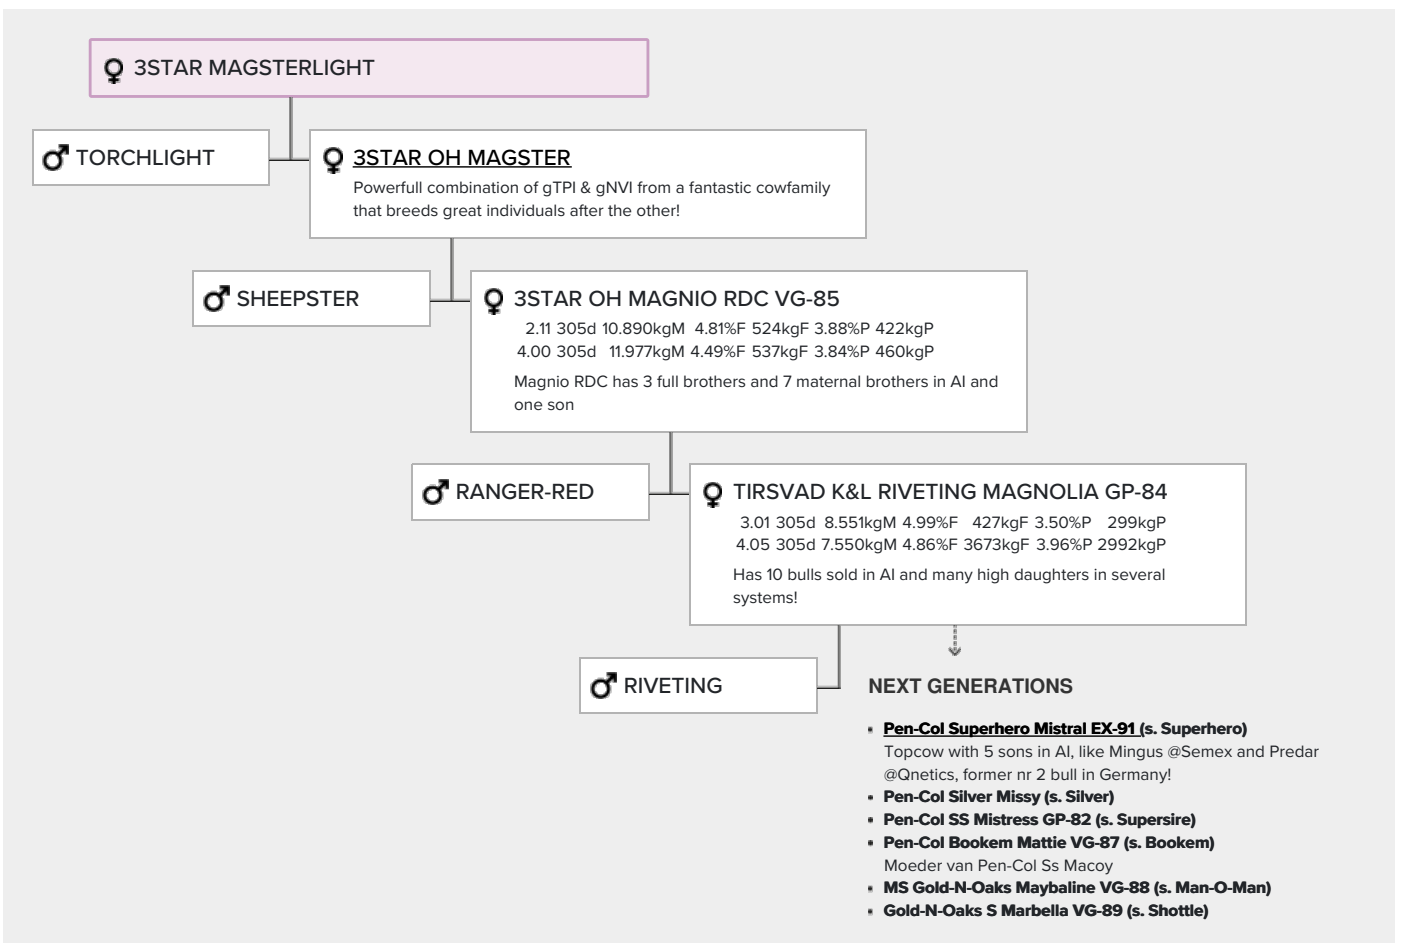 3STAR MAGSTERLIGHT
TORCHLIGHT
3STAR OH MAGSTER
Powerfull combination of gTPI & gNVI from a fantastic cowfamily
that breeds great individuals after the other!
SHEEPSTER
3STAR OH MAGNIO RDC VG-85
2.11 305d 10.890kgM 4.81%F 524kgF 3.88%P 422kgP
4.00 305d 11.977kgM 4.49%F 537kgF 3.84%P 460kgP
Magnio RDC has 3 full brothers and 7 maternal brothers in AI and
one son
RANGER-RED
TIRSVAD K&L RIVETING MAGNOLIA GP-84
3.01 305d 8.551kgM 4.99%F 427kgF 3.50%P 299kgP
4.05 305d 7.550kgM 4.86%F 3673kgF 3.96%P 2992kgP
Has 10 bulls sold in AI and many high daughters in several
systems!
RIVETING
NEXT GENERATIONS
Pen-Col Superhero Mistral EX-91 (s. Superhero)
Topcow with 5 sons in AI, like Mingus @Semex and Predar
@Qnetics, former nr 2 bull in Germany!
Pen-Col Silver Missy (s. Silver)
Pen-Col SS Mistress GP-82 (s. Supersire)
Pen-Col Bookem Mattie VG-87 (s. Bookem)
Moeder van Pen-Col Ss Macoy
MS Gold-N-Oaks Maybaline VG-88 (s. Man-O-Man)
Gold-N-Oaks S Marbella VG-89 (s. Shottle)